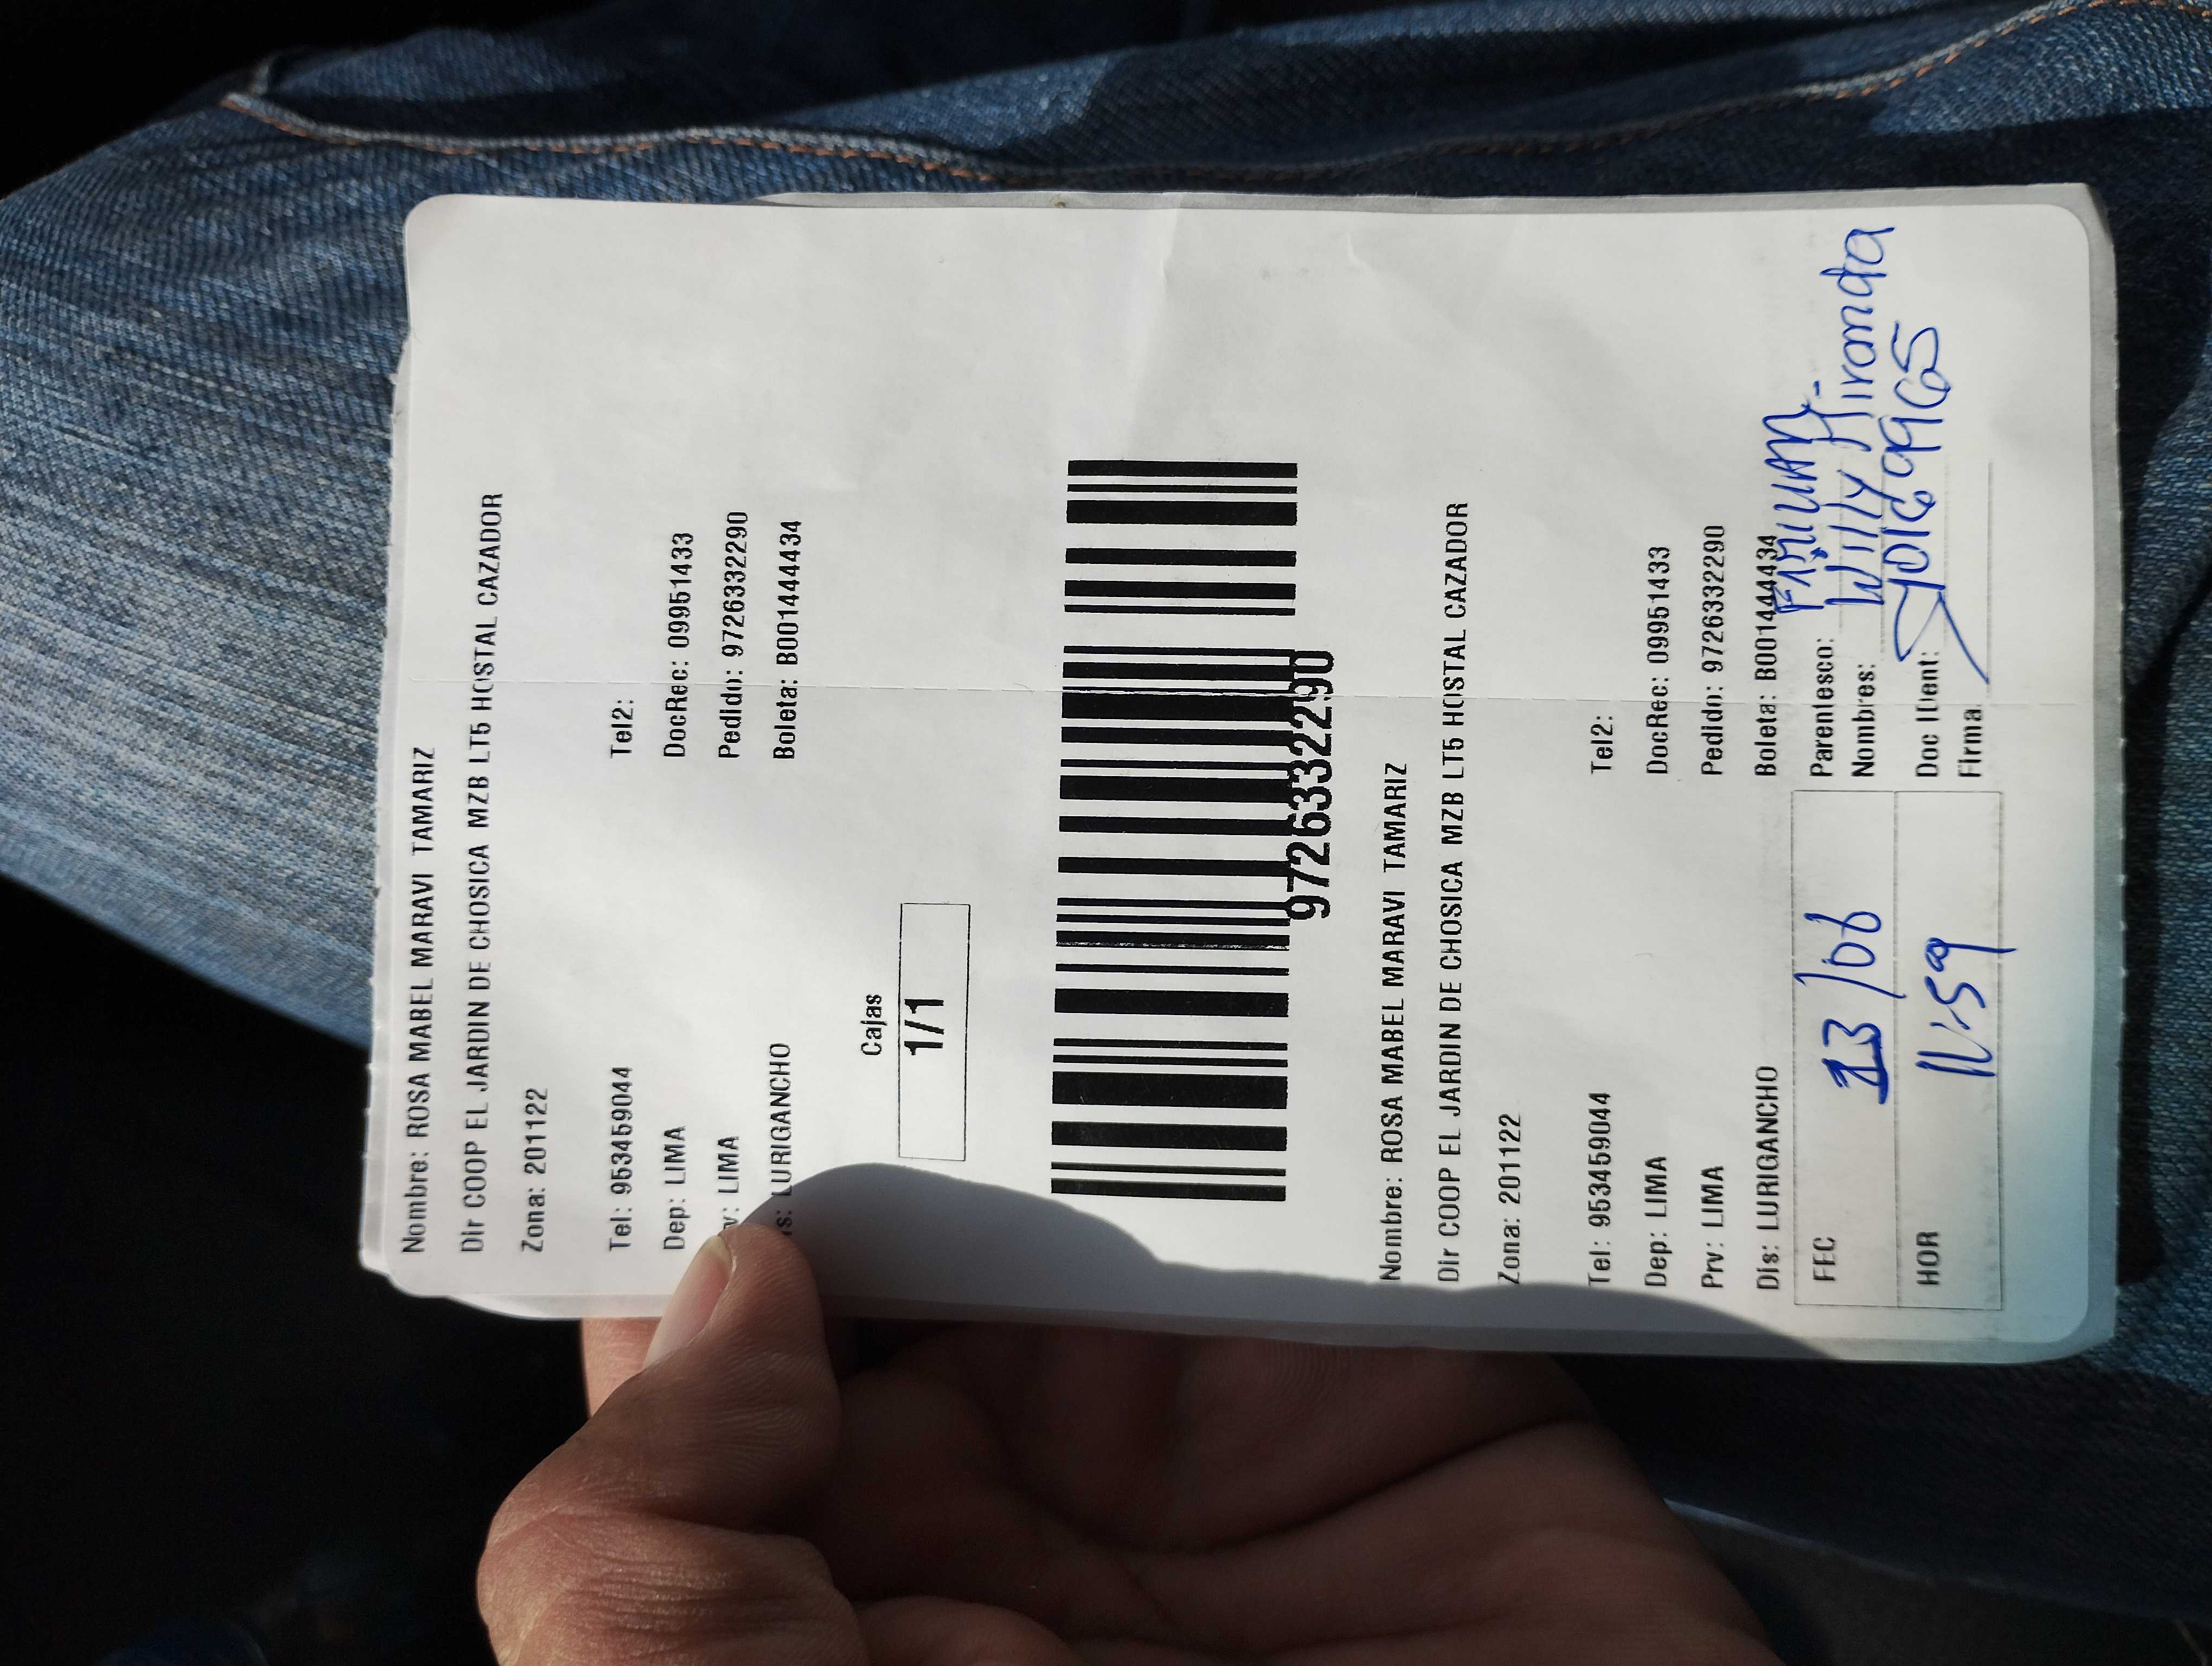 Nombre: ROSA MABEL MARAVI TAMARIZ
Dir COOP EL JARDIN DE CHOSICA MZB LT5 HOSTAL CAZADOR
Zona: 201122
Tel: 953459044 Tel2:
Dep: LIMA DocRec: 09951433
v: LIMA Pedido: 9726332290
s: LURIGANCHO Boleta: B001444434
Cajas
1/1
9726332290
Nombre: ROSA MABEL MARAVI TAMARIZ
Dir COOP EL JARDIN DE CHOSICA MZB LT5 HOSTAL CAZADOR
Zona: 201122
Tel: 953459044 Tel2:
Dep: LIMA DocRec: 09951433
Prv: LIMA Pedido: 9726332290
Dis: LURIGANCHO Boleta: B001444434
FEC 13/06 Parentesco:
Nombres: Willy Miranda
HOR 11:59 Doc Ident:
Firma